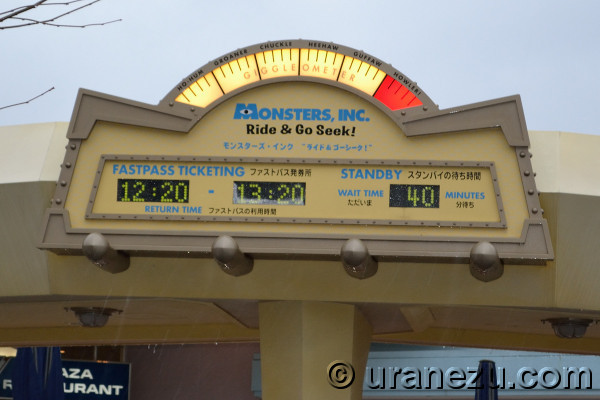 HO-HUM GROANER CHUCKLE HEEHAW GUFFAW HOWLER!
GIGGLEOMETER
MONSTERS, INC.
Ride & Go Seek!
モンスターズ・インク "ライド&ゴーシーク!"
FASTPASS TICKETING ファストパス発券所
12:20 - 13:20
RETURN TIME ファストパスの利用時間
STANDBY スタンバイの待ち時間
WAIT TIME 40 MINUTES
ただいま 分待ち
AZA
URANT
© uranezu.com